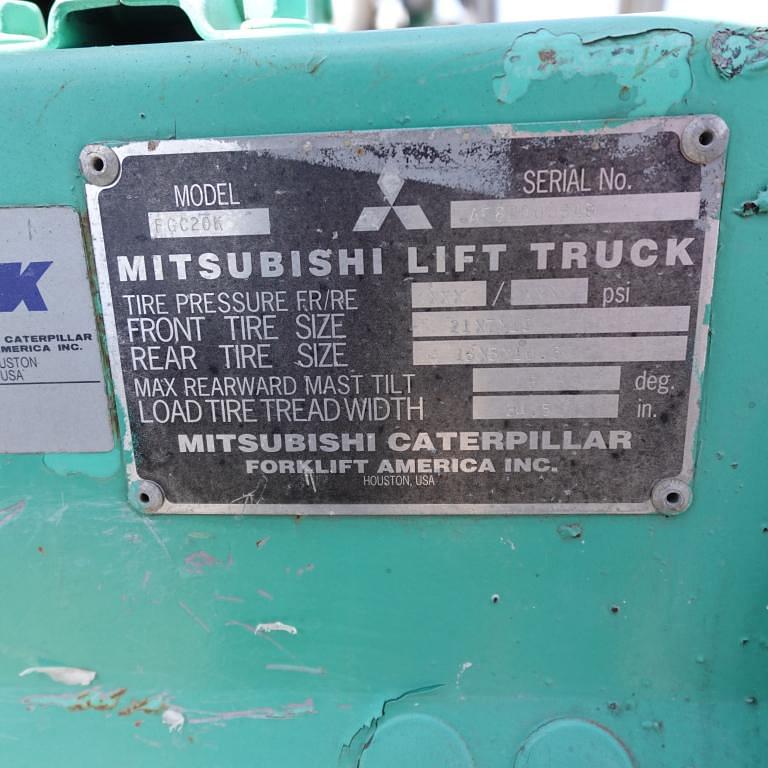 MODEL
SERIAL No.
FGC20K
MITSUBISHI LIFT TRUCK
TIRE PRESSURE FR/RE / psi
FRONT TIRE SIZE
REAR TIRE SIZE
MAX REARWARD MAST TILT deg.
LOAD TIRE TREAD WIDTH in.
MITSUBISHI CATERPILLAR
FORKLIFT AMERICA INC.
HOUSTON, USA
K
CATERPILLAR
AMERICA INC.
USTON
USA